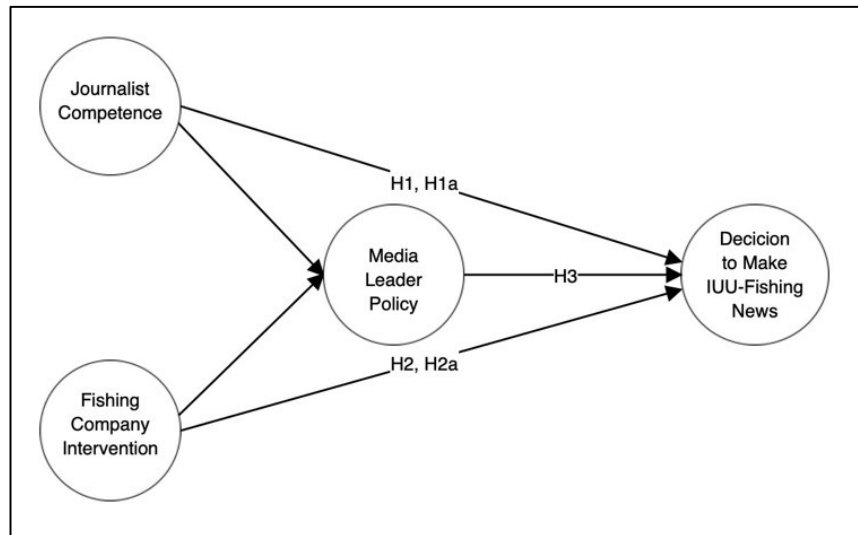 Journalist
Competence
H1, H1a
Media
Leader
Policy
H3
Decicion
to Make
IUU-Fishing
News
H2, H2a
Fishing
Company
Intervention